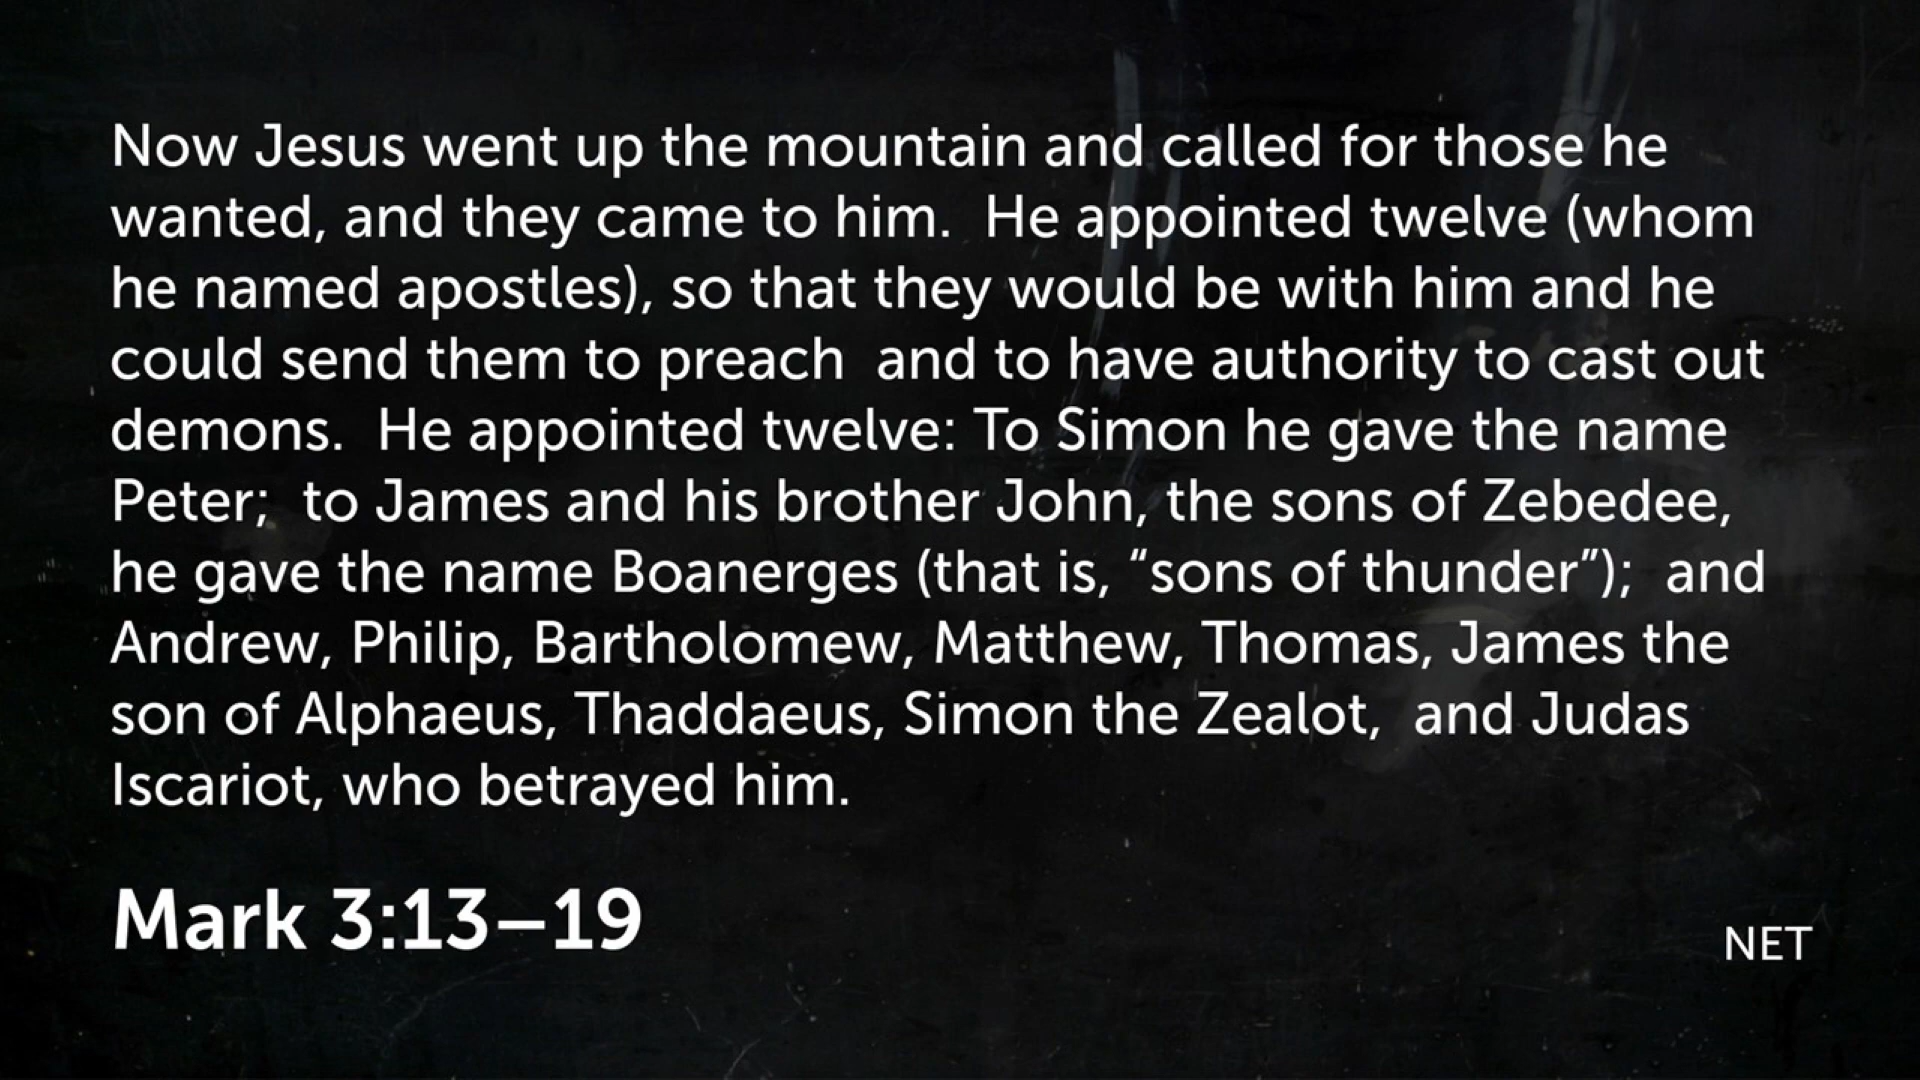 Now Jesus went up the mountain and called for those he
wanted, and they came to him.  He appointed twelve (whom
he named apostles), so that they would be with him and he
could send them to preach  and to have authority to cast out
demons.  He appointed twelve: To Simon he gave the name
Peter;  to James and his brother John, the sons of Zebedee,
he gave the name Boanerges (that is, “sons of thunder”);  and
Andrew, Philip, Bartholomew, Matthew, Thomas, James the
son of Alphaeus, Thaddaeus, Simon the Zealot,  and Judas
Iscariot, who betrayed him.
Mark 3:13–19
NET